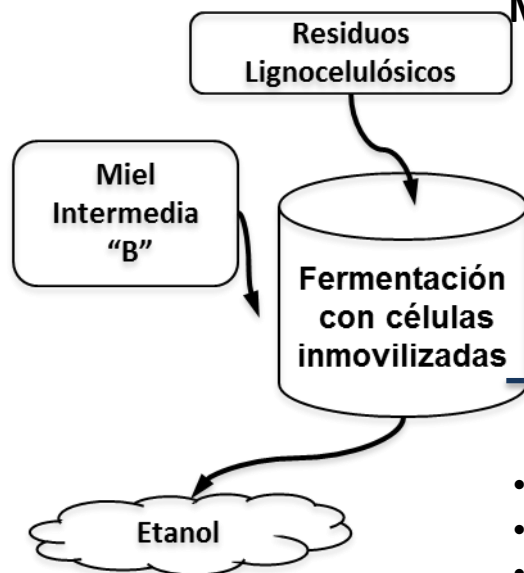 Residuos
Lignocelulósicos
Miel
Intermedia
“B”
Fermentación
con células
inmovilizadas
Etanol